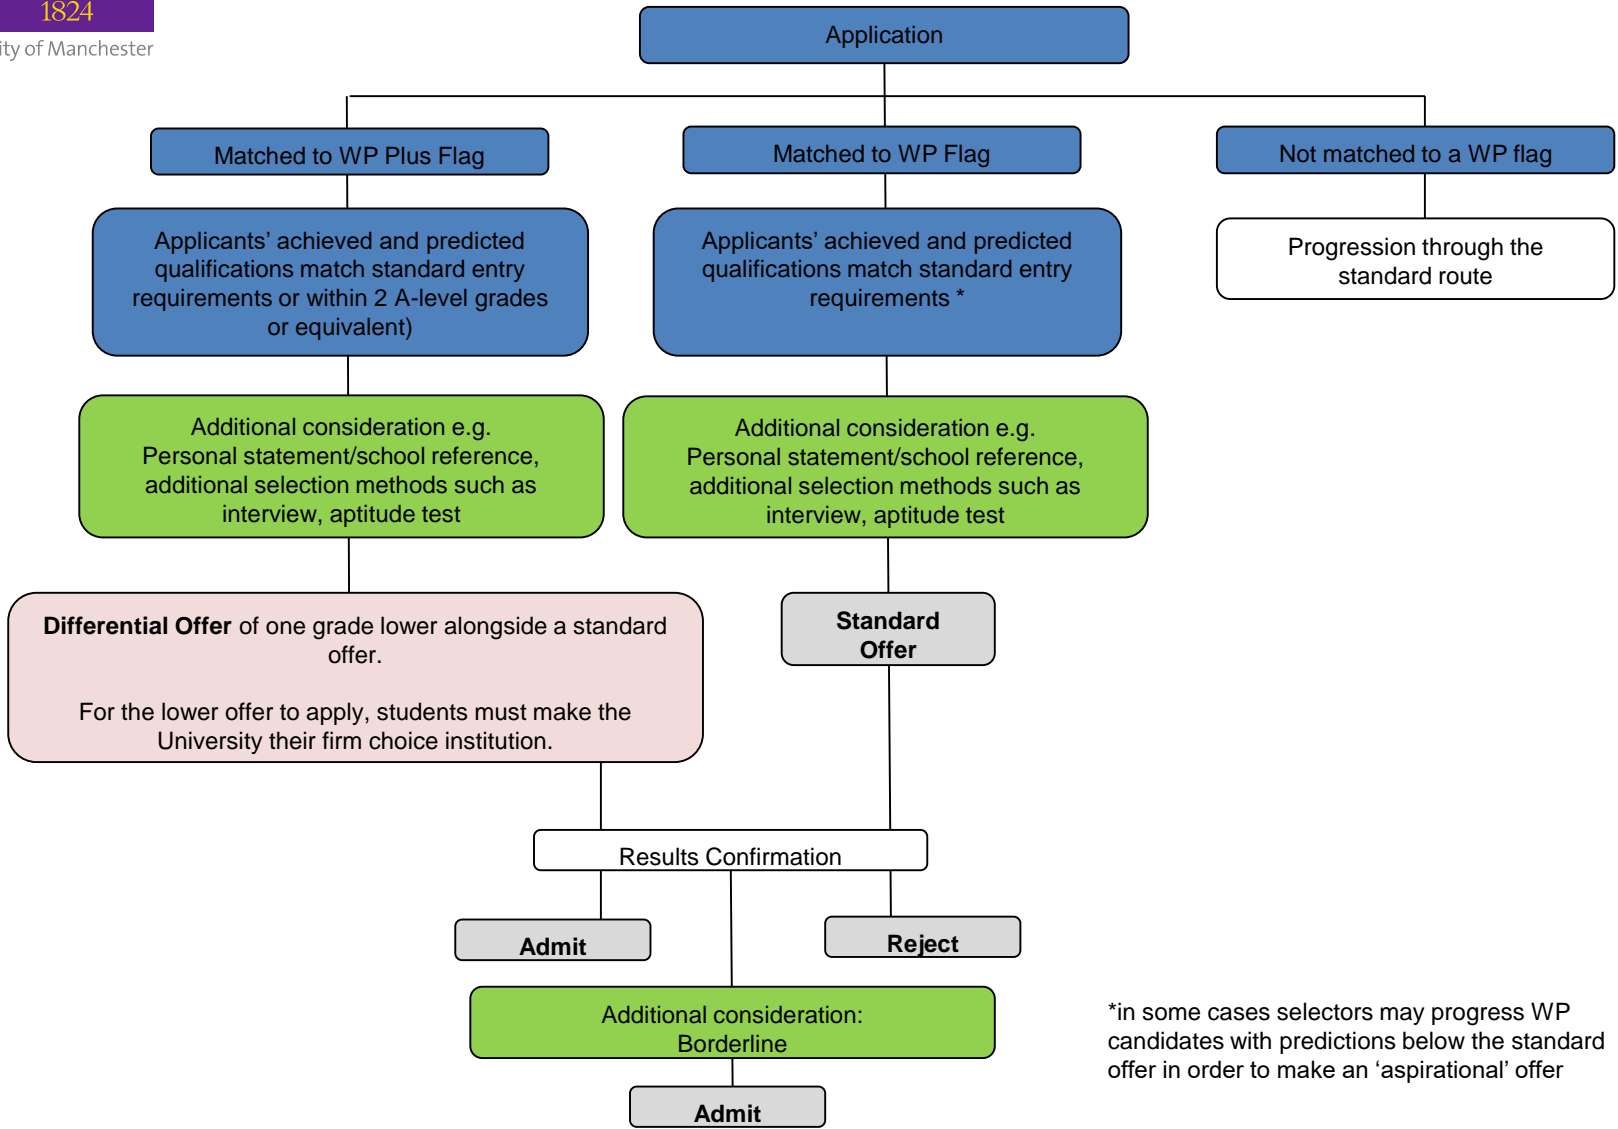 1824
ity of Manchester
Application
Matched to WP Plus Flag
Matched to WP Flag
Not matched to a WP flag
Applicants’ achieved and predicted
qualifications match standard entry
requirements or within 2 A-level grades
or equivalent)
Applicants’ achieved and predicted
qualifications match standard entry
requirements *
Progression through the
standard route
Additional consideration e.g.
Personal statement/school reference,
additional selection methods such as
interview, aptitude test
Additional consideration e.g.
Personal statement/school reference,
additional selection methods such as
interview, aptitude test
Differential Offer of one grade lower alongside a standard
offer.
For the lower offer to apply, students must make the
University their firm choice institution.
Standard
Offer
Results Confirmation
Admit
Reject
Additional consideration:
Borderline
Admit
*in some cases selectors may progress WP
candidates with predictions below the standard
offer in order to make an ‘aspirational’ offer